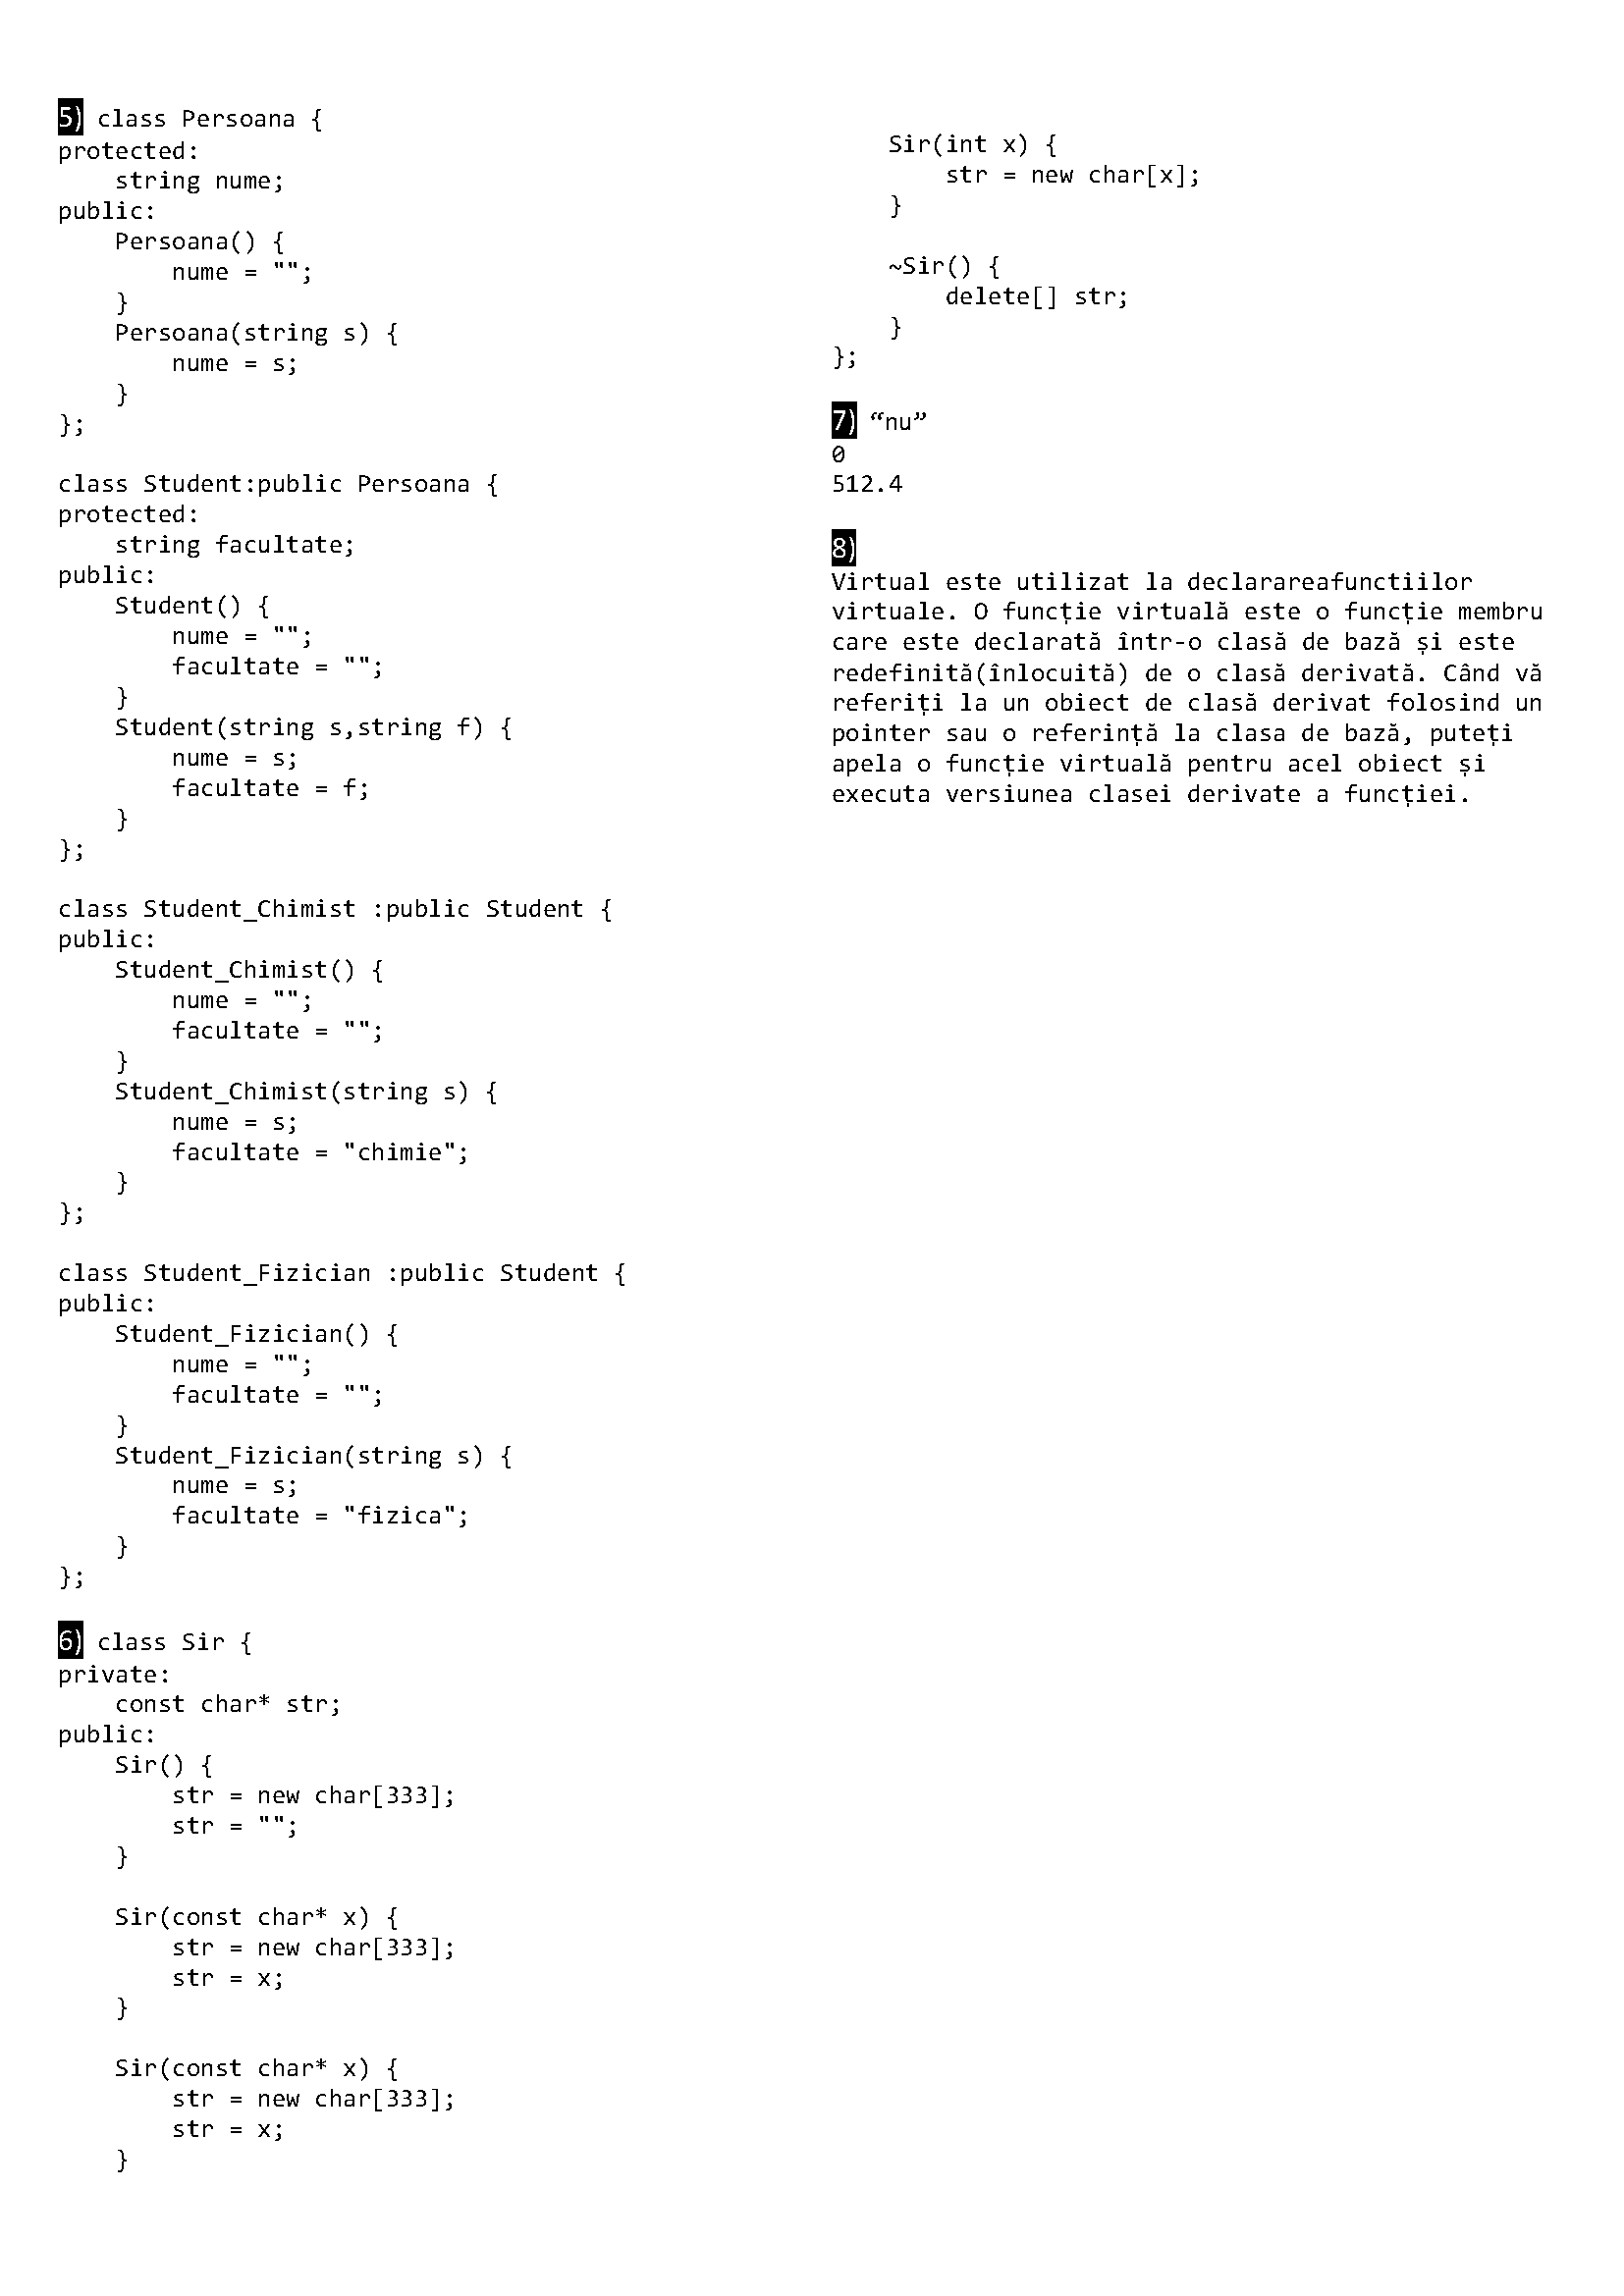 5) class Persoana {
protected:
    string nume;
public:
    Persoana() {
        nume = "";
    }
    Persoana(string s) {
        nume = s;
    }
};

class Student:public Persoana {
protected:
    string facultate;
public:
    Student() {
        nume = "";
        facultate = "";
    }
    Student(string s,string f) {
        nume = s;
        facultate = f;
    }
};

class Student_Chimist :public Student {
public:
    Student_Chimist() {
        nume = "";
        facultate = "";
    }
    Student_Chimist(string s) {
        nume = s;
        facultate = "chimie";
    }
};

class Student_Fizician :public Student {
public:
    Student_Fizician() {
        nume = "";
        facultate = "";
    }
    Student_Fizician(string s) {
        nume = s;
        facultate = "fizica";
    }
};

6) class Sir {
private:
    const char* str;
public:
    Sir() {
        str = new char[333];
        str = "";
    }

    Sir(const char* x) {
        str = new char[333];
        str = x;
    }

    Sir(const char* x) {
        str = new char[333];
        str = x;
    }

    Sir(int x) {
        str = new char[x];
    }

    ~Sir() {
        delete[] str;
    }
};

7) “nu”
0
512.4

8)
Virtual este utilizat la declarareafunctiilor
virtuale. O funcție virtuală este o funcție membru
care este declarată într-o clasă de bază și este
redefinită(înlocuită) de o clasă derivată. Când vă
referiți la un obiect de clasă derivat folosind un
pointer sau o referință la clasa de bază, puteți
apela o funcție virtuală pentru acel obiect și
executa versiunea clasei derivate a funcției.